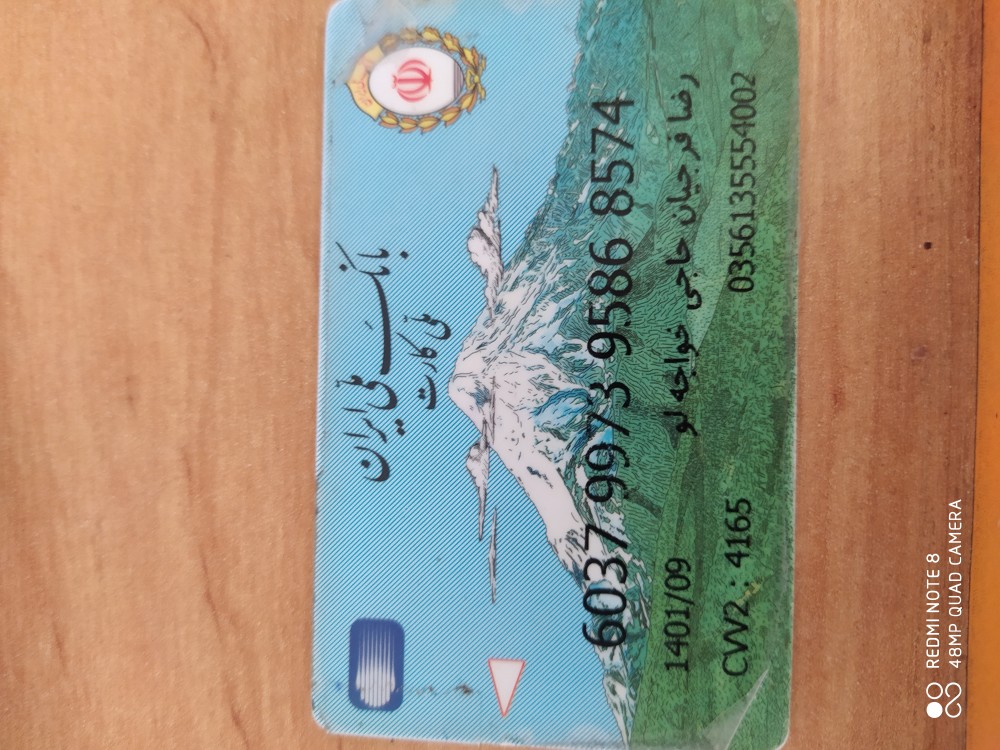 بانک ملی ایران
ملی کارت
6037 9973 9586 8574
1401/09 رضا فرجیان حاجی خواجه لو
CVV2 : 4165 0356135554002
REDMI NOTE 8
48MP QUAD CAMERA